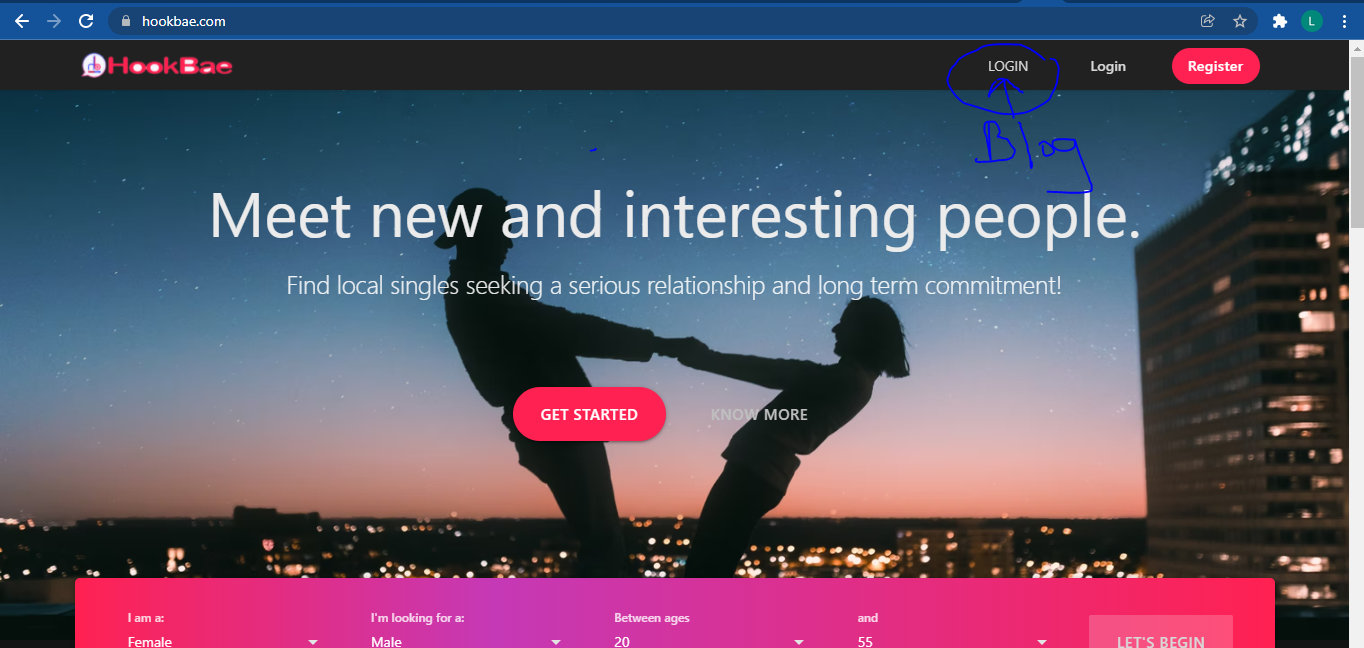 hookbae.com
L
HookBae
LOGIN
Login
Register
Blog
Meet new and interesting people.
Find local singles seeking a serious relationship and long term commitment!
GET STARTED
KNOW MORE
I am a:
I'm looking for a:
Between ages
and
Female
Male
20
55
LET'S BEGIN